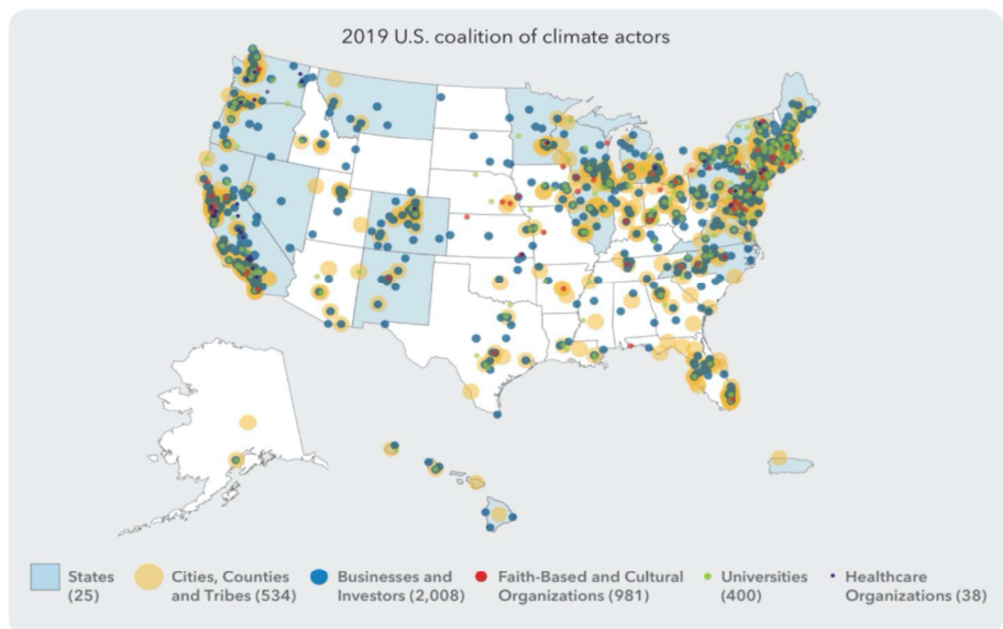 2019 U.S. coalition of climate actors
States
(25)
Cities, Counties
and Tribes (534)
Businesses and
Investors (2,008)
Faith-Based and Cultural
Organizations (981)
Universities
(400)
Healthcare
Organizations (38)